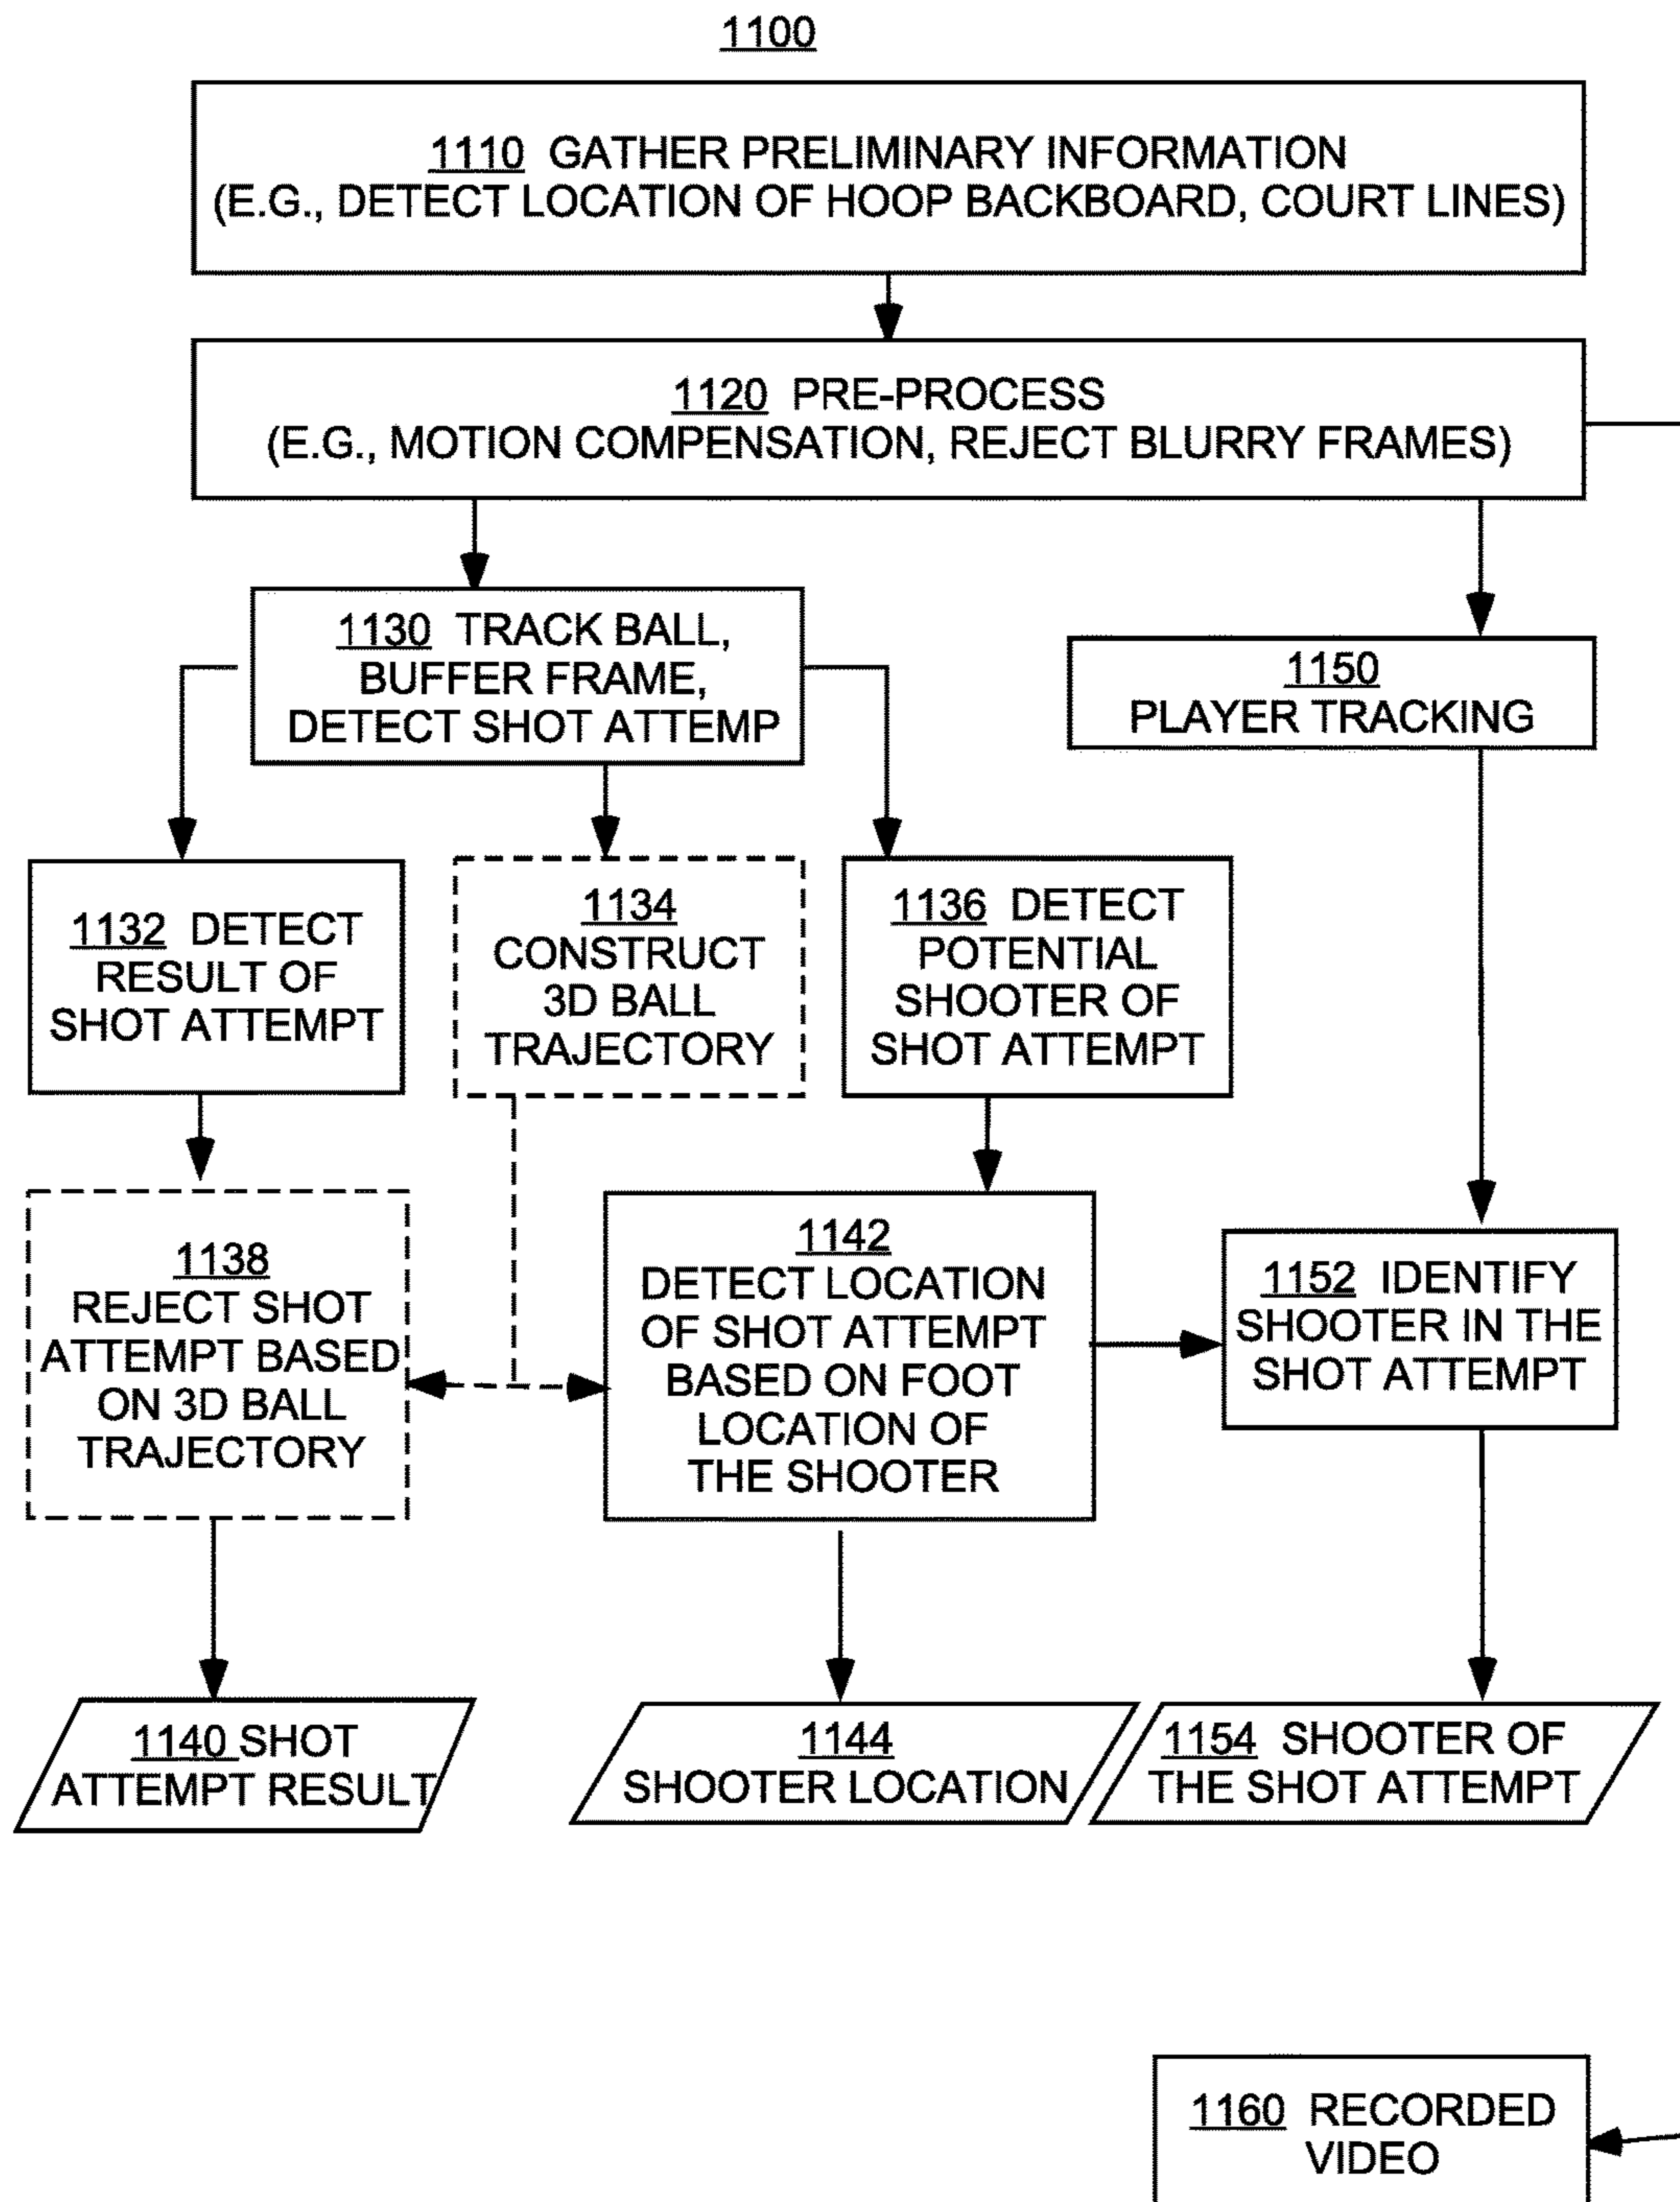 1100
1110 GATHER PRELIMINARY INFORMATION
(E.G., DETECT LOCATION OF HOOP BACKBOARD, COURT LINES)
1120 PRE-PROCESS
(E.G., MOTION COMPENSATION, REJECT BLURRY FRAMES)
1130 TRACK BALL,
BUFFER FRAME,
DETECT SHOT ATTEMP
1150
PLAYER TRACKING
1132 DETECT
RESULT OF
SHOT ATTEMPT
1134
CONSTRUCT
3D BALL
TRAJECTORY
1136 DETECT
POTENTIAL
SHOOTER OF
SHOT ATTEMPT
1138
REJECT SHOT
ATTEMPT BASED
ON 3D BALL
TRAJECTORY
1142
DETECT LOCATION
OF SHOT ATTEMPT
BASED ON FOOT
LOCATION OF
THE SHOOTER
1152 IDENTIFY
SHOOTER IN THE
SHOT ATTEMPT
1140 SHOT
ATTEMPT RESULT
1144
SHOOTER LOCATION
1154 SHOOTER OF
THE SHOT ATTEMPT
1160 RECORDED
VIDEO